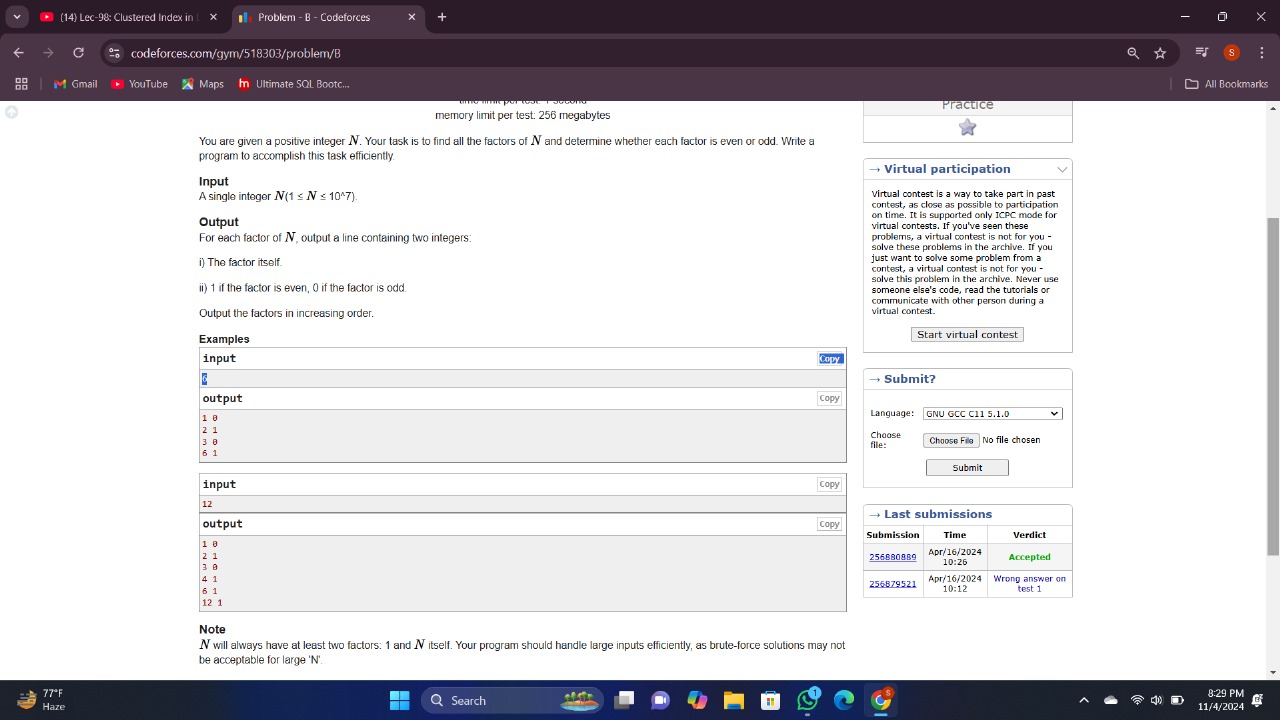 (14) Lec-98: Clustered Index in
Problem - B - Codeforces
codeforces.com/gym/518303/problem/B
S
Gmail
YouTube
Maps
Ultimate SQL Bootc...
All Bookmarks
memory limit per test: 256 megabytes
You are given a positive integer N. Your task is to find all the factors of N and determine whether each factor is even or odd. Write a
program to accomplish this task efficiently.
Input
A single integer N(1 ≤ N ≤ 10^7).
Output
For each factor of N, output a line containing two integers:
i) The factor itself.
ii) 1 if the factor is even, 0 if the factor is odd.
Output the factors in increasing order.
Examples
input
Copy
6
output
Copy
1 0
2 1
3 0
6 1
input
Copy
12
output
Copy
1 0
2 1
3 0
4 1
6 1
12 1
Note
N will always have at least two factors: 1 and N itself. Your program should handle large inputs efficiently, as brute-force solutions may not
be acceptable for large 'N'.
Practice
→ Virtual participation
Virtual contest is a way to take part in past
contest, as close as possible to participation
on time. It is supported only ICPC mode for
virtual contests. If you've seen these
problems, a virtual contest is not for you -
solve these problems in the archive. If you
just want to solve some problem from a
contest, a virtual contest is not for you -
solve this problem in the archive. Never use
someone else's code, read the tutorials or
communicate with other person during a
virtual contest.
Start virtual contest
→ Submit?
Language: GNU GCC C11 5.1.0
Choose
file:
Choose File No file chosen
Submit
→ Last submissions
Submission Time Verdict
256880889 Apr/16/2024
10:26
Accepted
256879521 Apr/16/2024
10:12
Wrong answer on
test 1
77°F
Haze
Search
1
S
8:29 PM
11/4/2024